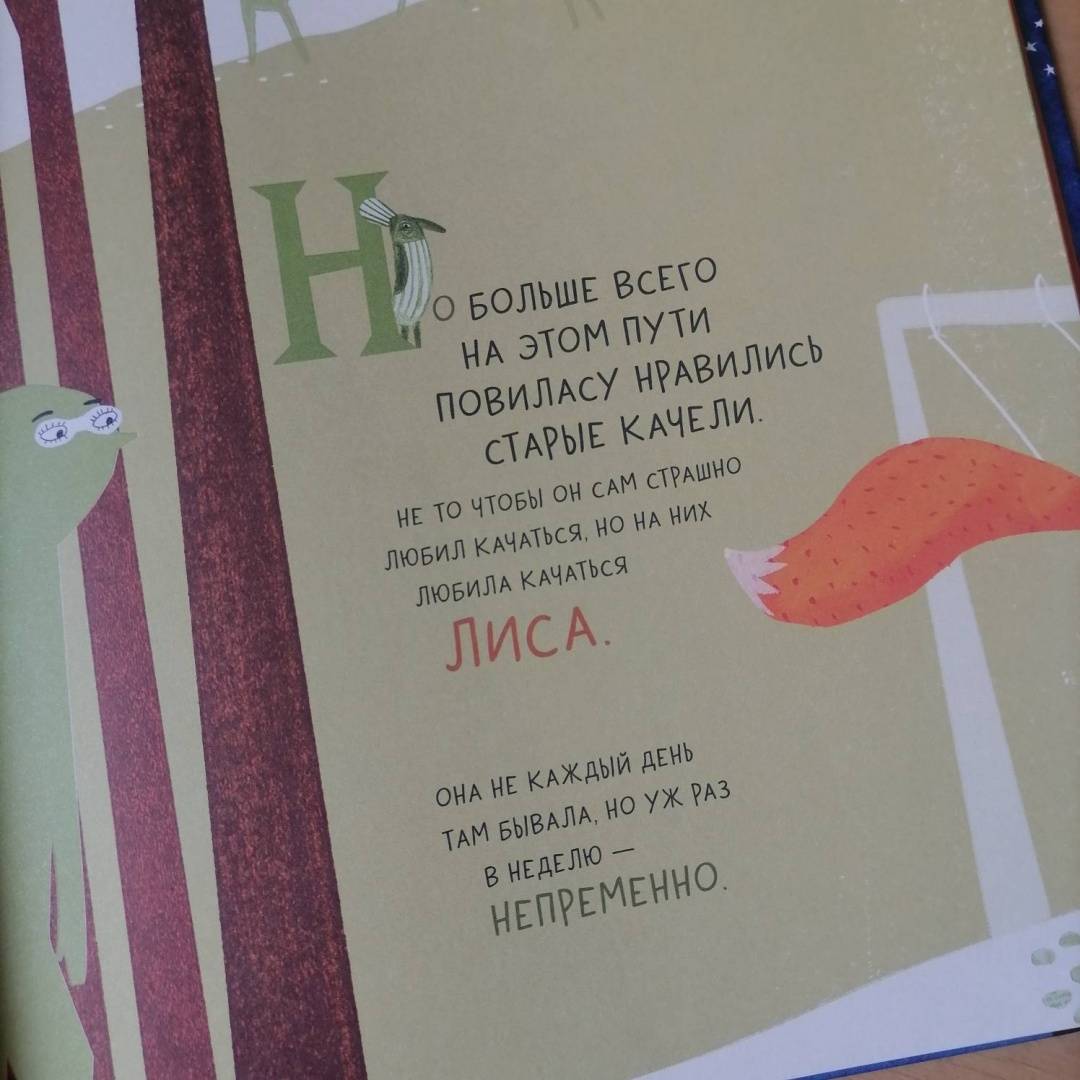 НО БОЛЬШЕ ВСЕГО
НА ЭТОМ ПУТИ
ПОВИЛАСУ НРАВИЛИСЬ
СТАРЫЕ КАЧЕЛИ.
НЕ ТО ЧТОБЫ ОН САМ СТРАШНО
ЛЮБИЛ КАЧАТЬСЯ, НО НА НИХ
ЛЮБИЛА КАЧАТЬСЯ
ЛИСА.
ОНА НЕ КАЖДЫЙ ДЕНЬ
ТАМ БЫВАЛА, НО УЖ РАЗ
В НЕДЕЛЮ —
НЕПРЕМЕННО.